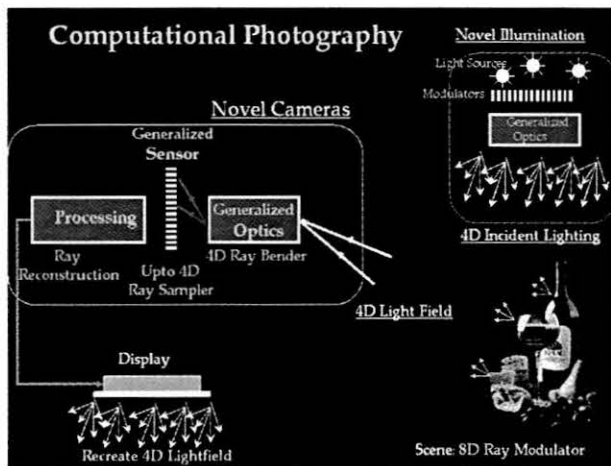 Computational Photography
Novel Illumination
Light Sources
Modulators
Generalized
Optics
4D Incident Lighting
Novel Cameras
Generalized
Sensor
Processing
Generalized
Optics
Ray
Reconstruction
Upto 4D
Ray Sampler
4D Ray Bender
4D Light Field
Display
Recreate 4D Lightfield
Scene: 8D Ray Modulator